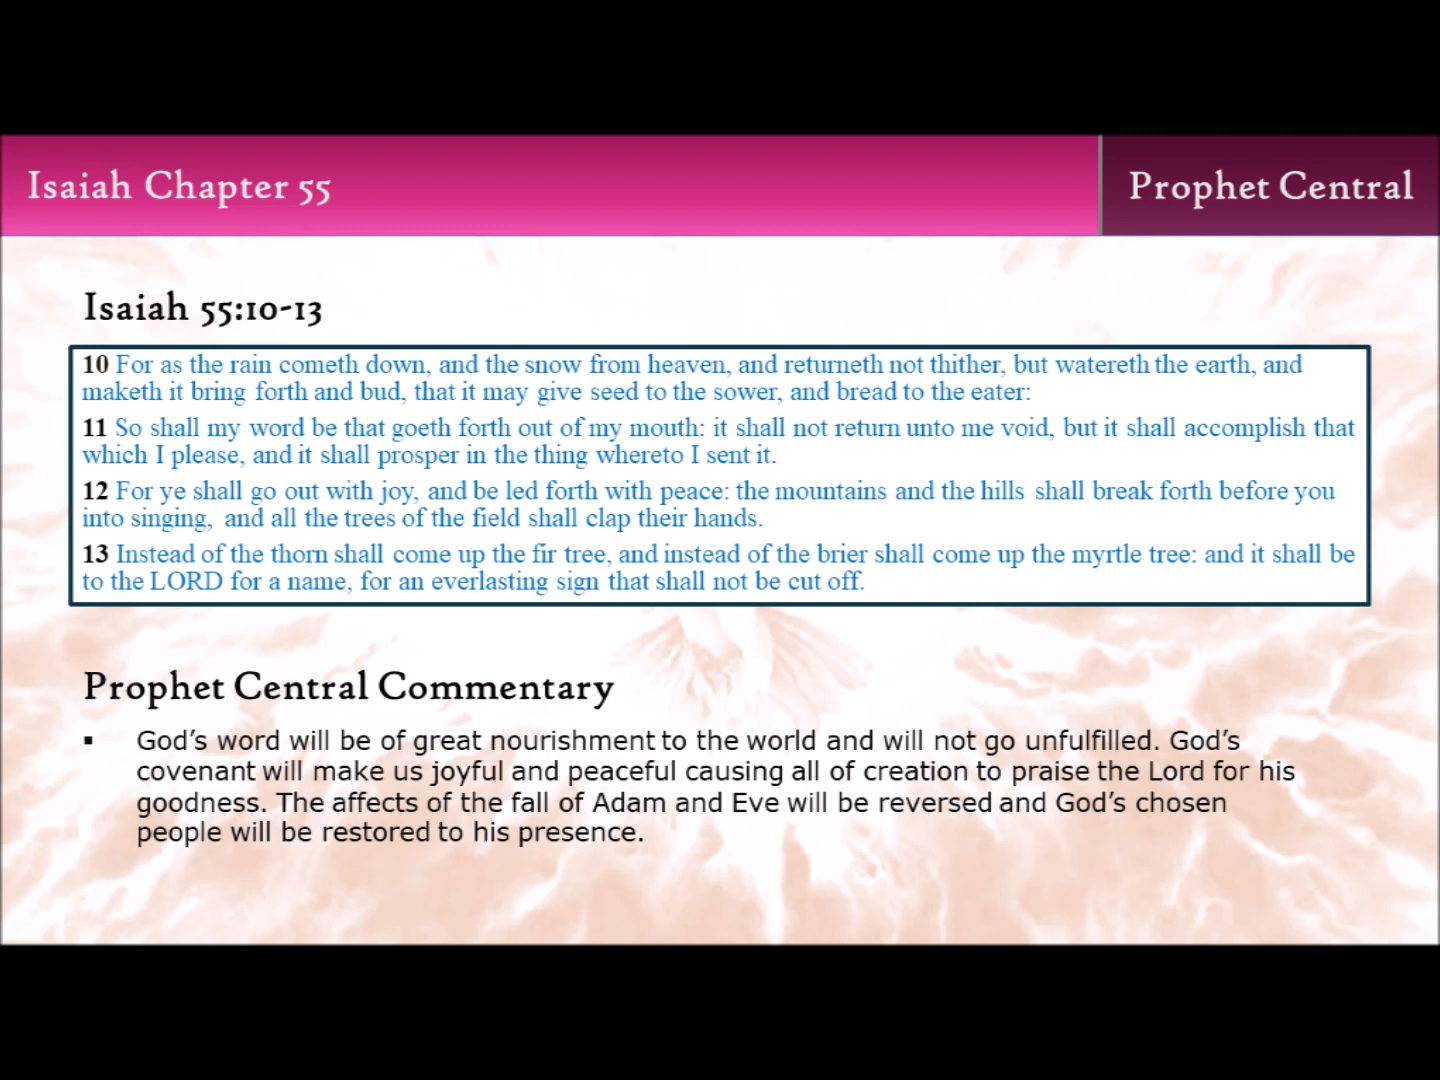 Isaiah Chapter 55
Prophet Central
Isaiah 55:10-13
10 For as the rain cometh down, and the snow from heaven, and returneth not thither, but watereth the earth, and
maketh it bring forth and bud, that it may give seed to the sower, and bread to the eater:
11 So shall my word be that goeth forth out of my mouth: it shall not return unto me void, but it shall accomplish that
which I please, and it shall prosper in the thing whereto I sent it.
12 For ye shall go out with joy, and be led forth with peace: the mountains and the hills shall break forth before you
into singing, and all the trees of the field shall clap their hands.
13 Instead of the thorn shall come up the fir tree, and instead of the brier shall come up the myrtle tree: and it shall be
to the LORD for a name, for an everlasting sign that shall not be cut off.
Prophet Central Commentary
▪ God’s word will be of great nourishment to the world and will not go unfulfilled. God’s
covenant will make us joyful and peaceful causing all of creation to praise the Lord for his
goodness. The affects of the fall of Adam and Eve will be reversed and God’s chosen
people will be restored to his presence.